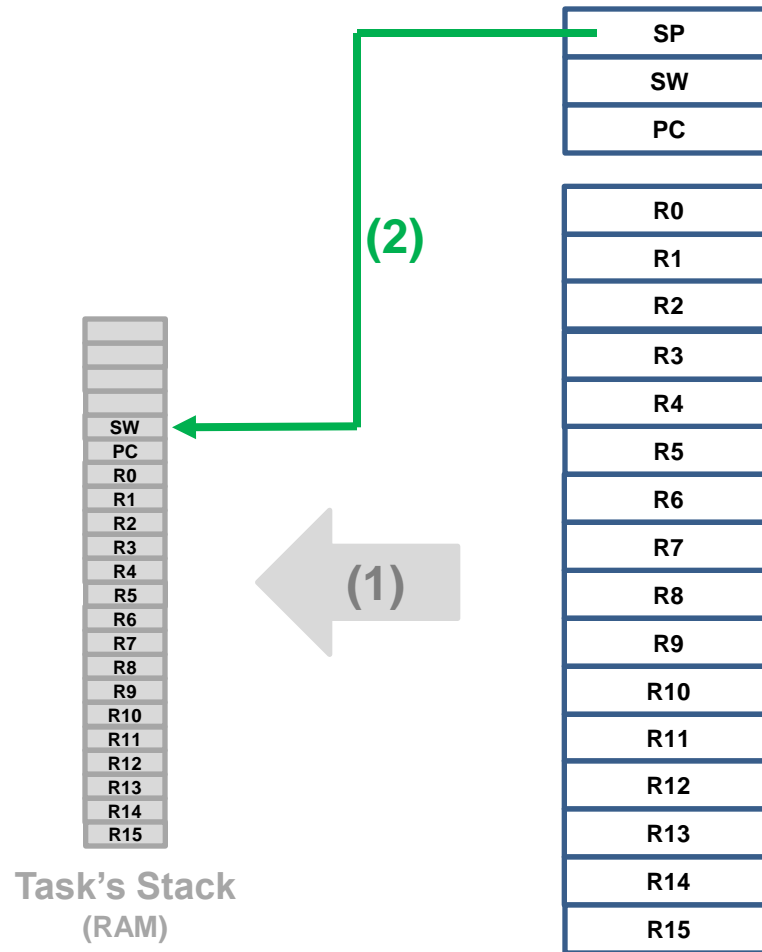 SP
SW
PC
R0
R1
R2
R3
R4
R5
R6
R7
R8
R9
R10
R11
R12
R13
R14
R15
(2)
(1)
SW
PC
R0
R1
R2
R3
R4
R5
R6
R7
R8
R9
R10
R11
R12
R13
R14
R15
Task's Stack
(RAM)